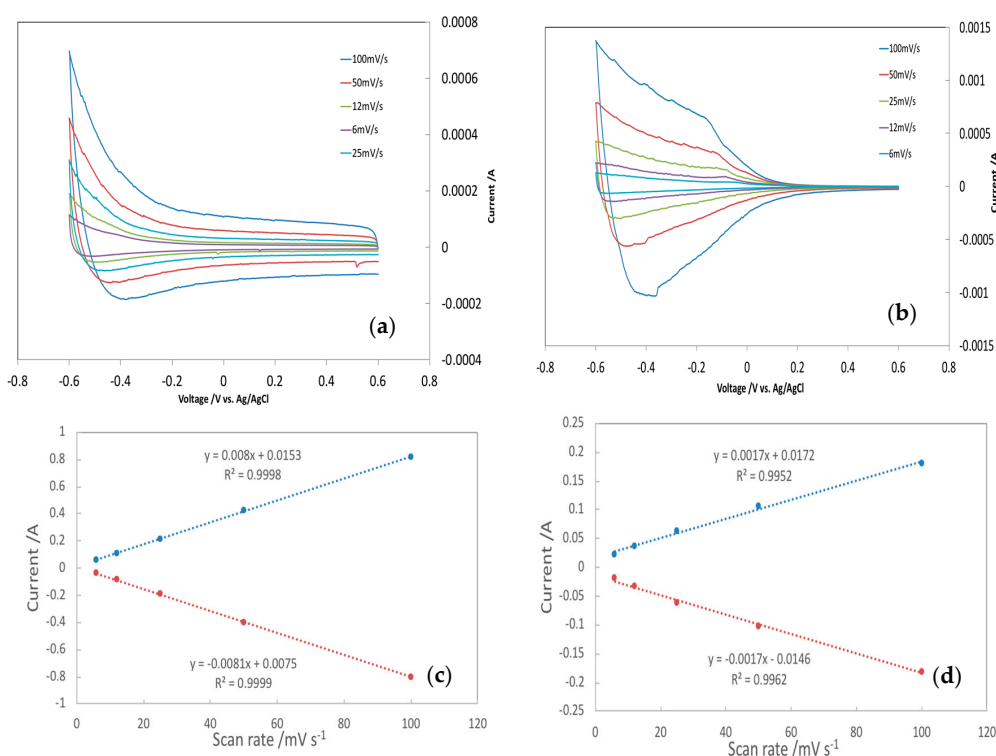 0.0008
0.0006
0.0004
0.0002
0
-0.0002
-0.0004
Current /A
100mV/s
50mV/s
12mV/s
6mV/s
25mV/s
(a)
-0.8 -0.6 -0.4 -0.2 0 0.2 0.4 0.6 0.8
Voltage /V vs. Ag/AgCl
0.0015
0.001
0.0005
0
-0.0005
-0.001
-0.0015
Current /A
100mV/s
50mV/s
25mV/s
12mV/s
6mV/s
(b)
-0.8 -0.6 -0.4 -0.2 0 0.2 0.4 0.6 0.8
Voltage /V vs. Ag/AgCl
1
0.8
0.6
0.4
0.2
0
-0.2
-0.4
-0.6
-0.8
-1
Current /A
y = 0.008x + 0.0153
R² = 0.9998
y = -0.0081x + 0.0075
R² = 0.9999
(c)
0 20 40 60 80 100 120
Scan rate /mV s⁻¹
0.25
0.2
0.15
0.1
0.05
0
-0.05
-0.1
-0.15
-0.2
-0.25
Current /A
y = 0.0017x + 0.0172
R² = 0.9952
y = -0.0017x - 0.0146
R² = 0.9962
(d)
0 20 40 60 80 100 120
Scan rate /mV s⁻¹